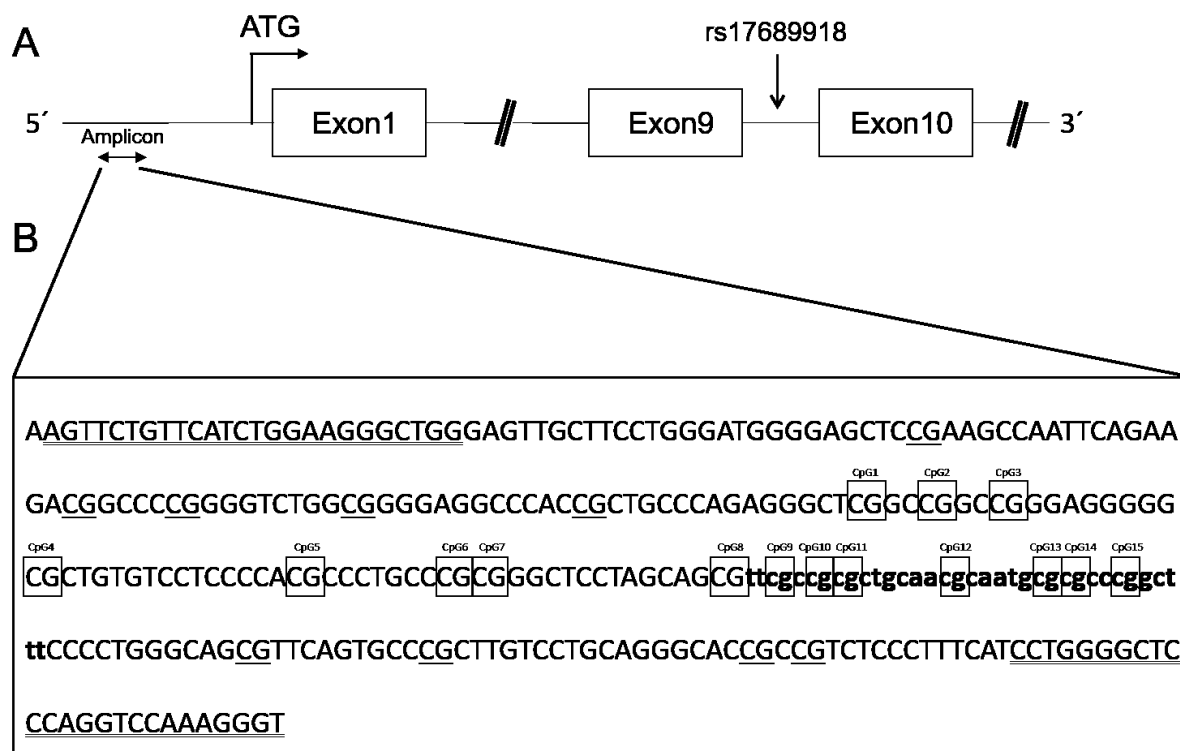 A
ATG
rs17689918
5´
Amplicon
Exon1
Exon9
Exon10
3´
B
AAGTTCTGTTCATCTGGAAGGGCTGGGAGTTGCTTCCTGGGATGGGGAGCTCCGAAGCCAATTCAGAA
CpG1 CpG2 CpG3
GACGGCCCCGGGGTCTGGCGGGGAGGCCCACCGCTGCCCAGAGGGCTCGGCCGGCCGGGAGGGGG
CpG4 CpG5 CpG6 CpG7 CpG8 CpG9 CpG10 CpG11 CpG12 CpG13 CpG14 CpG15
CGCTGTGTCCTCCCCACGCCCTGCCCGCGGGCTCCTAGCAGCGttcgccgcgctgcaacgcaatgcgcgcccggct
ttCCCCTGGGCAGCGTTCAGTGCCCGCTTGTCCTGCAGGGCACCGCCGTCTCCCTTTCATCCTGGGGCTC
CCAGGTCCAAAGGGT